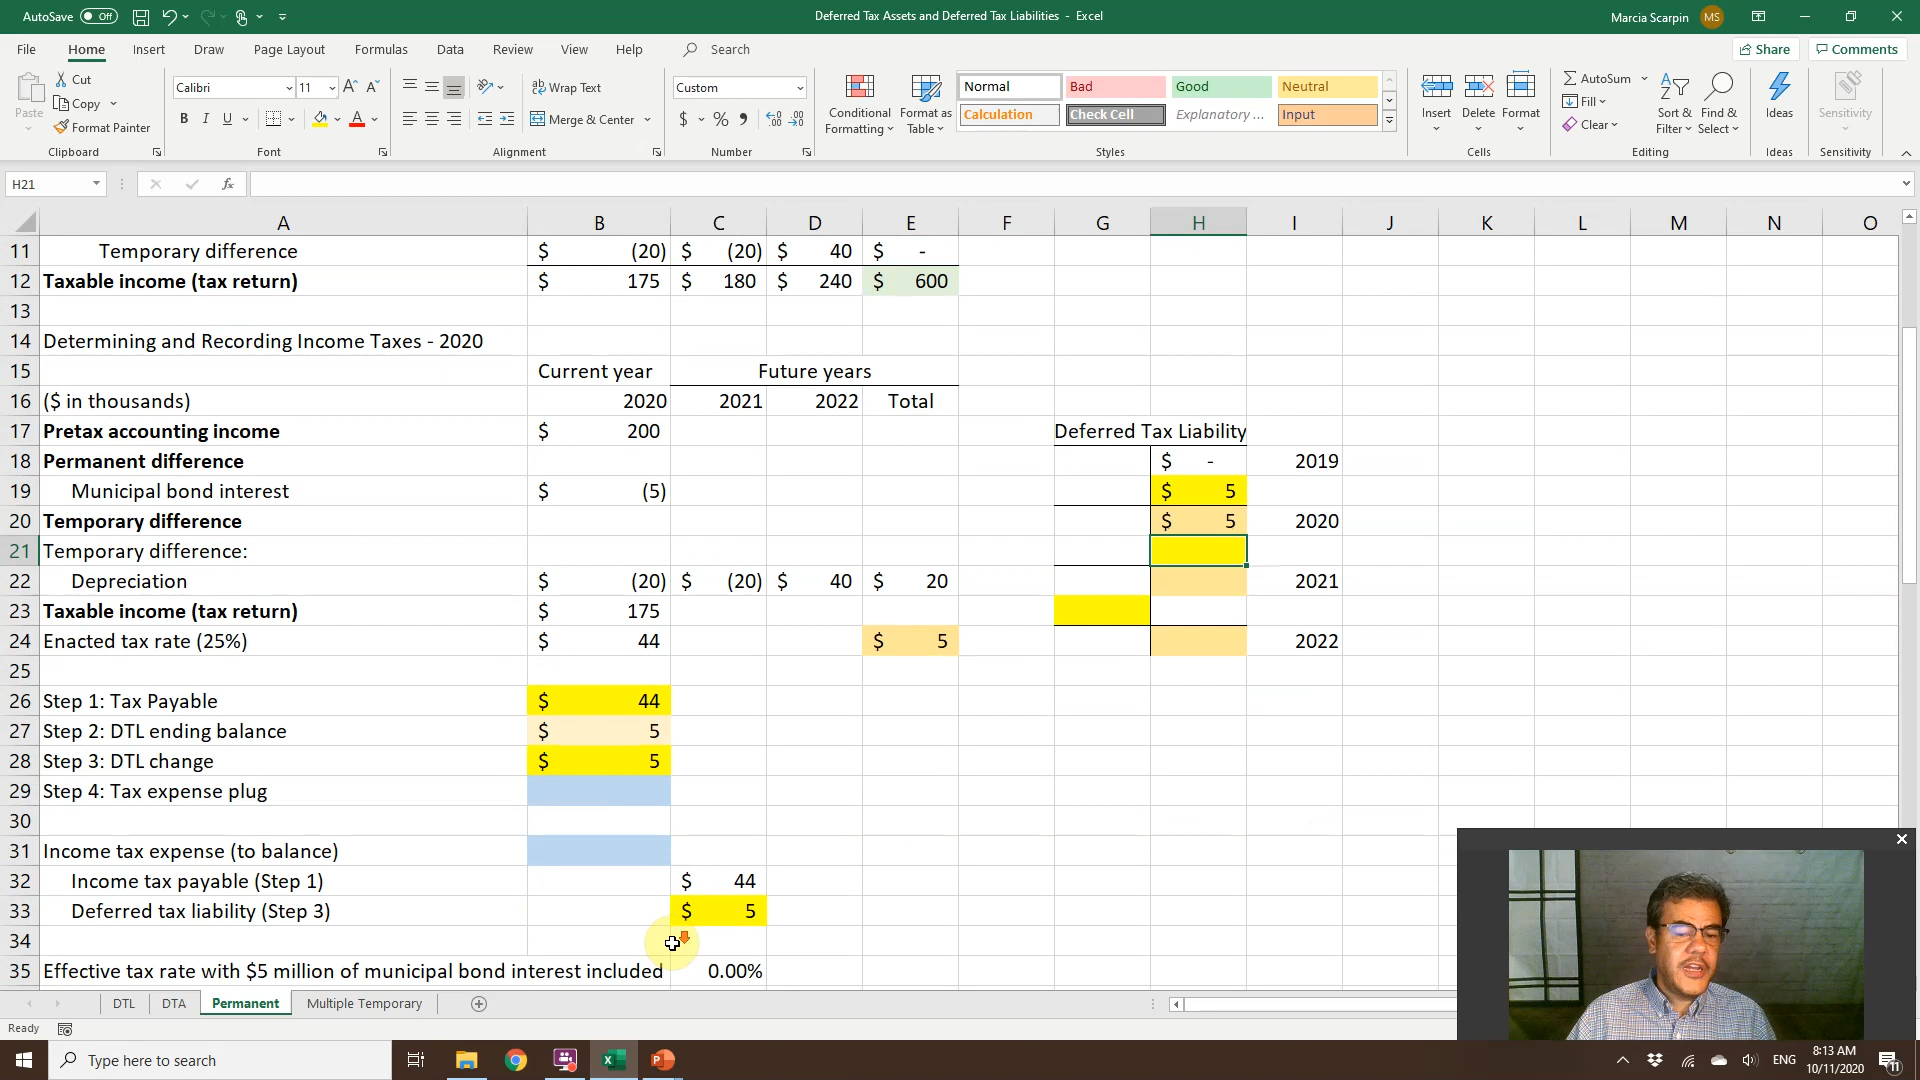 AutoSave Off
Deferred Tax Assets and Deferred Tax Liabilities - Excel
Marcia Scarpin MS
File Home Insert Draw Page Layout Formulas Data Review View Help Search
Share Comments
Paste
Cut
Copy
Format Painter
Clipboard
Calibri 11
B I U
Font
Wrap Text
Merge & Center
Alignment
Custom
$ %
Number
Conditional Formatting
Format as Table
Normal Bad Good Neutral
Calculation Check Cell Explanatory ... Input
Styles
Insert Delete Format
Cells
AutoSum
Fill
Clear
Sort & Filter
Find & Select
Editing
Ideas
Ideas
Sensitivity
Sensitivity
H21 fx
A B C D E F G H I J K L M N O
11 Temporary difference $ (20) $ (20) $ 40 $ -
12 Taxable income (tax return) $ 175 $ 180 $ 240 $ 600
13
14 Determining and Recording Income Taxes - 2020
15 Current year Future years
16 ($ in thousands) 2020 2021 2022 Total
17 Pretax accounting income $ 200 Deferred Tax Liability
18 Permanent difference $ - 2019
19 Municipal bond interest $ (5) $ 5
20 Temporary difference $ 5 2020
21 Temporary difference:
22 Depreciation $ (20) $ (20) $ 40 $ 20 2021
23 Taxable income (tax return) $ 175
24 Enacted tax rate (25%) $ 44 $ 5 2022
25
26 Step 1: Tax Payable $ 44
27 Step 2: DTL ending balance $ 5
28 Step 3: DTL change $ 5
29 Step 4: Tax expense plug
30
31 Income tax expense (to balance)
32 Income tax payable (Step 1) $ 44
33 Deferred tax liability (Step 3) $ 5
34
35 Effective tax rate with $5 million of municipal bond interest included 0.00%
DTL DTA Permanent Multiple Temporary
Ready
Type here to search
ENG
8:13 AM
10/11/2020
11